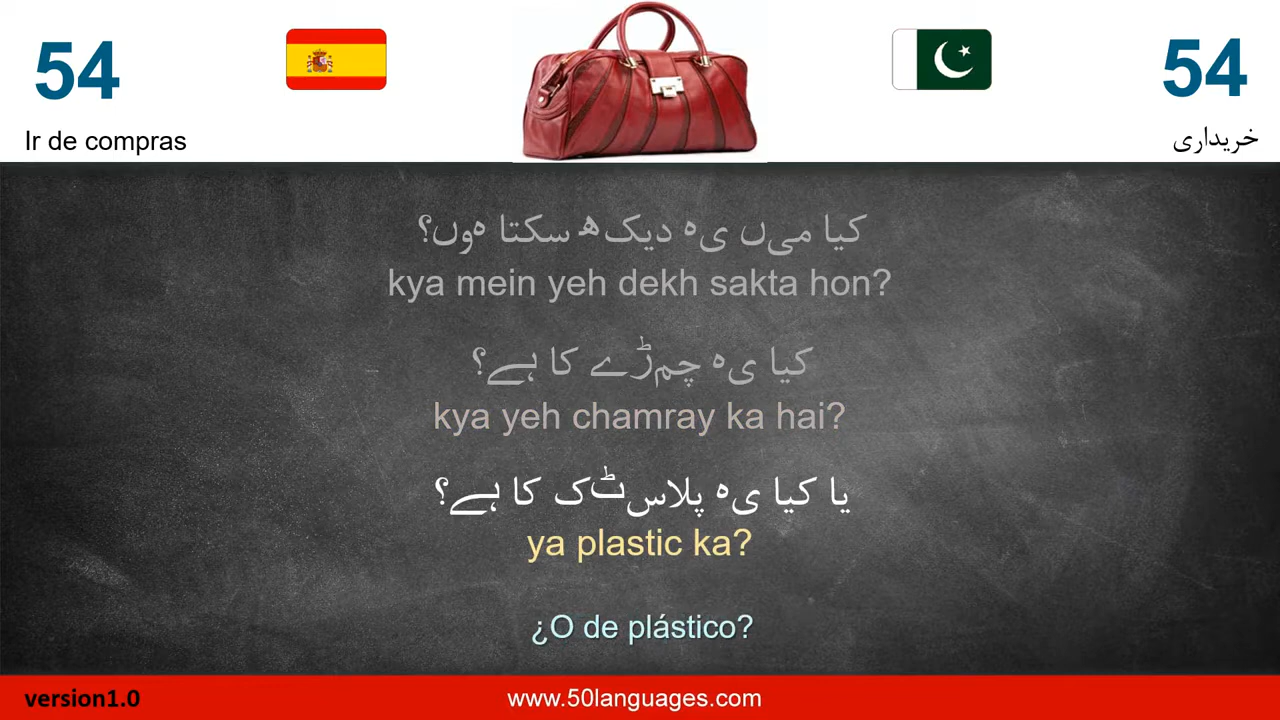 54
54
Ir de compras
خریداری
کیا میں یہ دیکھ سکتا ہوں؟
kya mein yeh dekh sakta hon?
کیا یہ چمڑے کا ہے؟
kya yeh chamray ka hai?
یا کیا یہ پلاسٹک کا ہے؟
ya plastic ka?
¿O de plástico?
version1.0
www.50languages.com